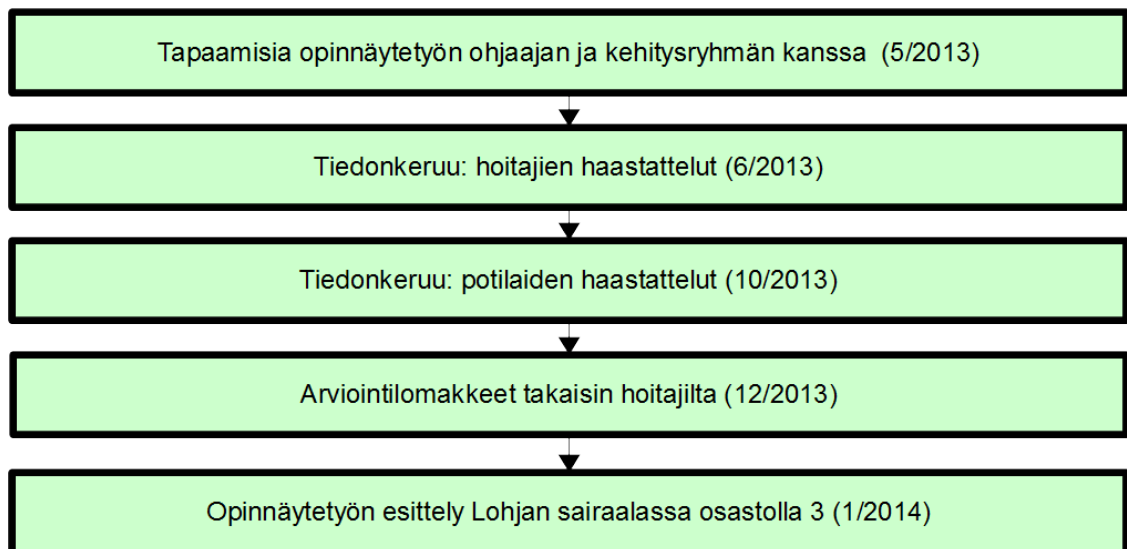 Tapaamisia opinnäytetyön ohjaajan ja kehitysryhmän kanssa (5/2013)
Tiedonkeruu: hoitajien haastattelut (6/2013)
Tiedonkeruu: potilaiden haastattelut (10/2013)
Arviointilomakkeet takaisin hoitajilta (12/2013)
Opinnäytetyön esittely Lohjan sairaalassa osastolla 3 (1/2014)